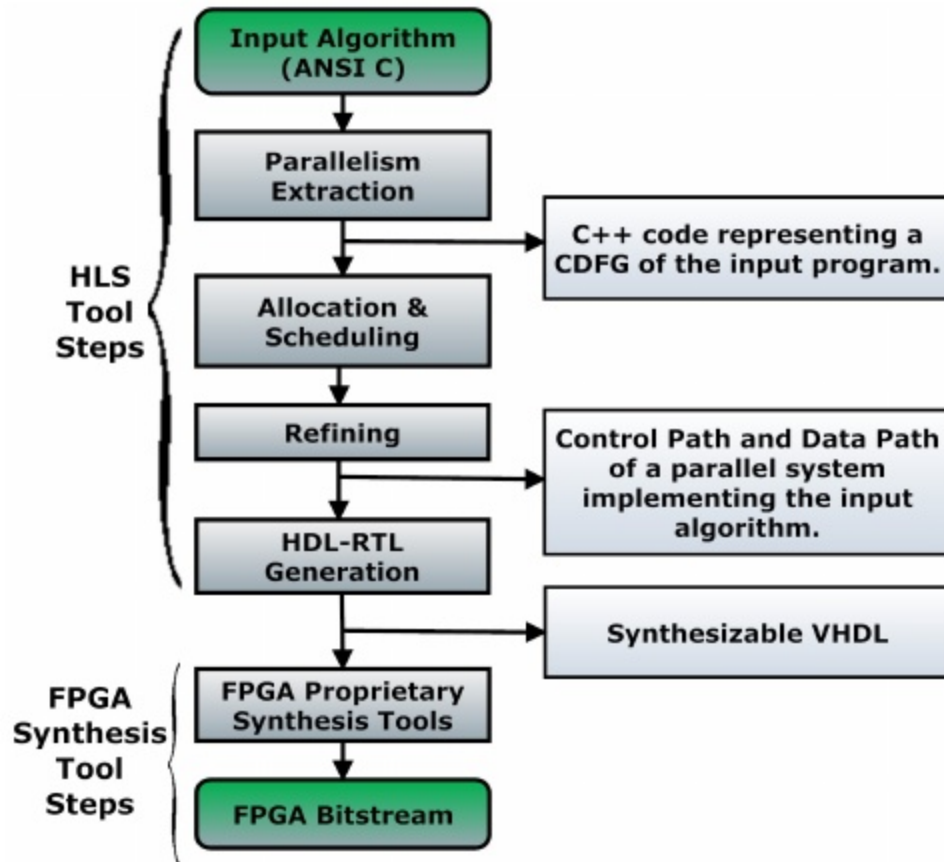 Input Algorithm
(ANSI C)
Parallelism
Extraction
C++ code representing a
CDFG of the input program.
HLS
Tool
Steps
Allocation &
Scheduling
Refining
Control Path and Data Path
of a parallel system
implementing the input
algorithm.
HDL-RTL
Generation
Synthesizable VHDL
FPGA
Synthesis
Tool
Steps
FPGA Proprietary
Synthesis Tools
FPGA Bitstream